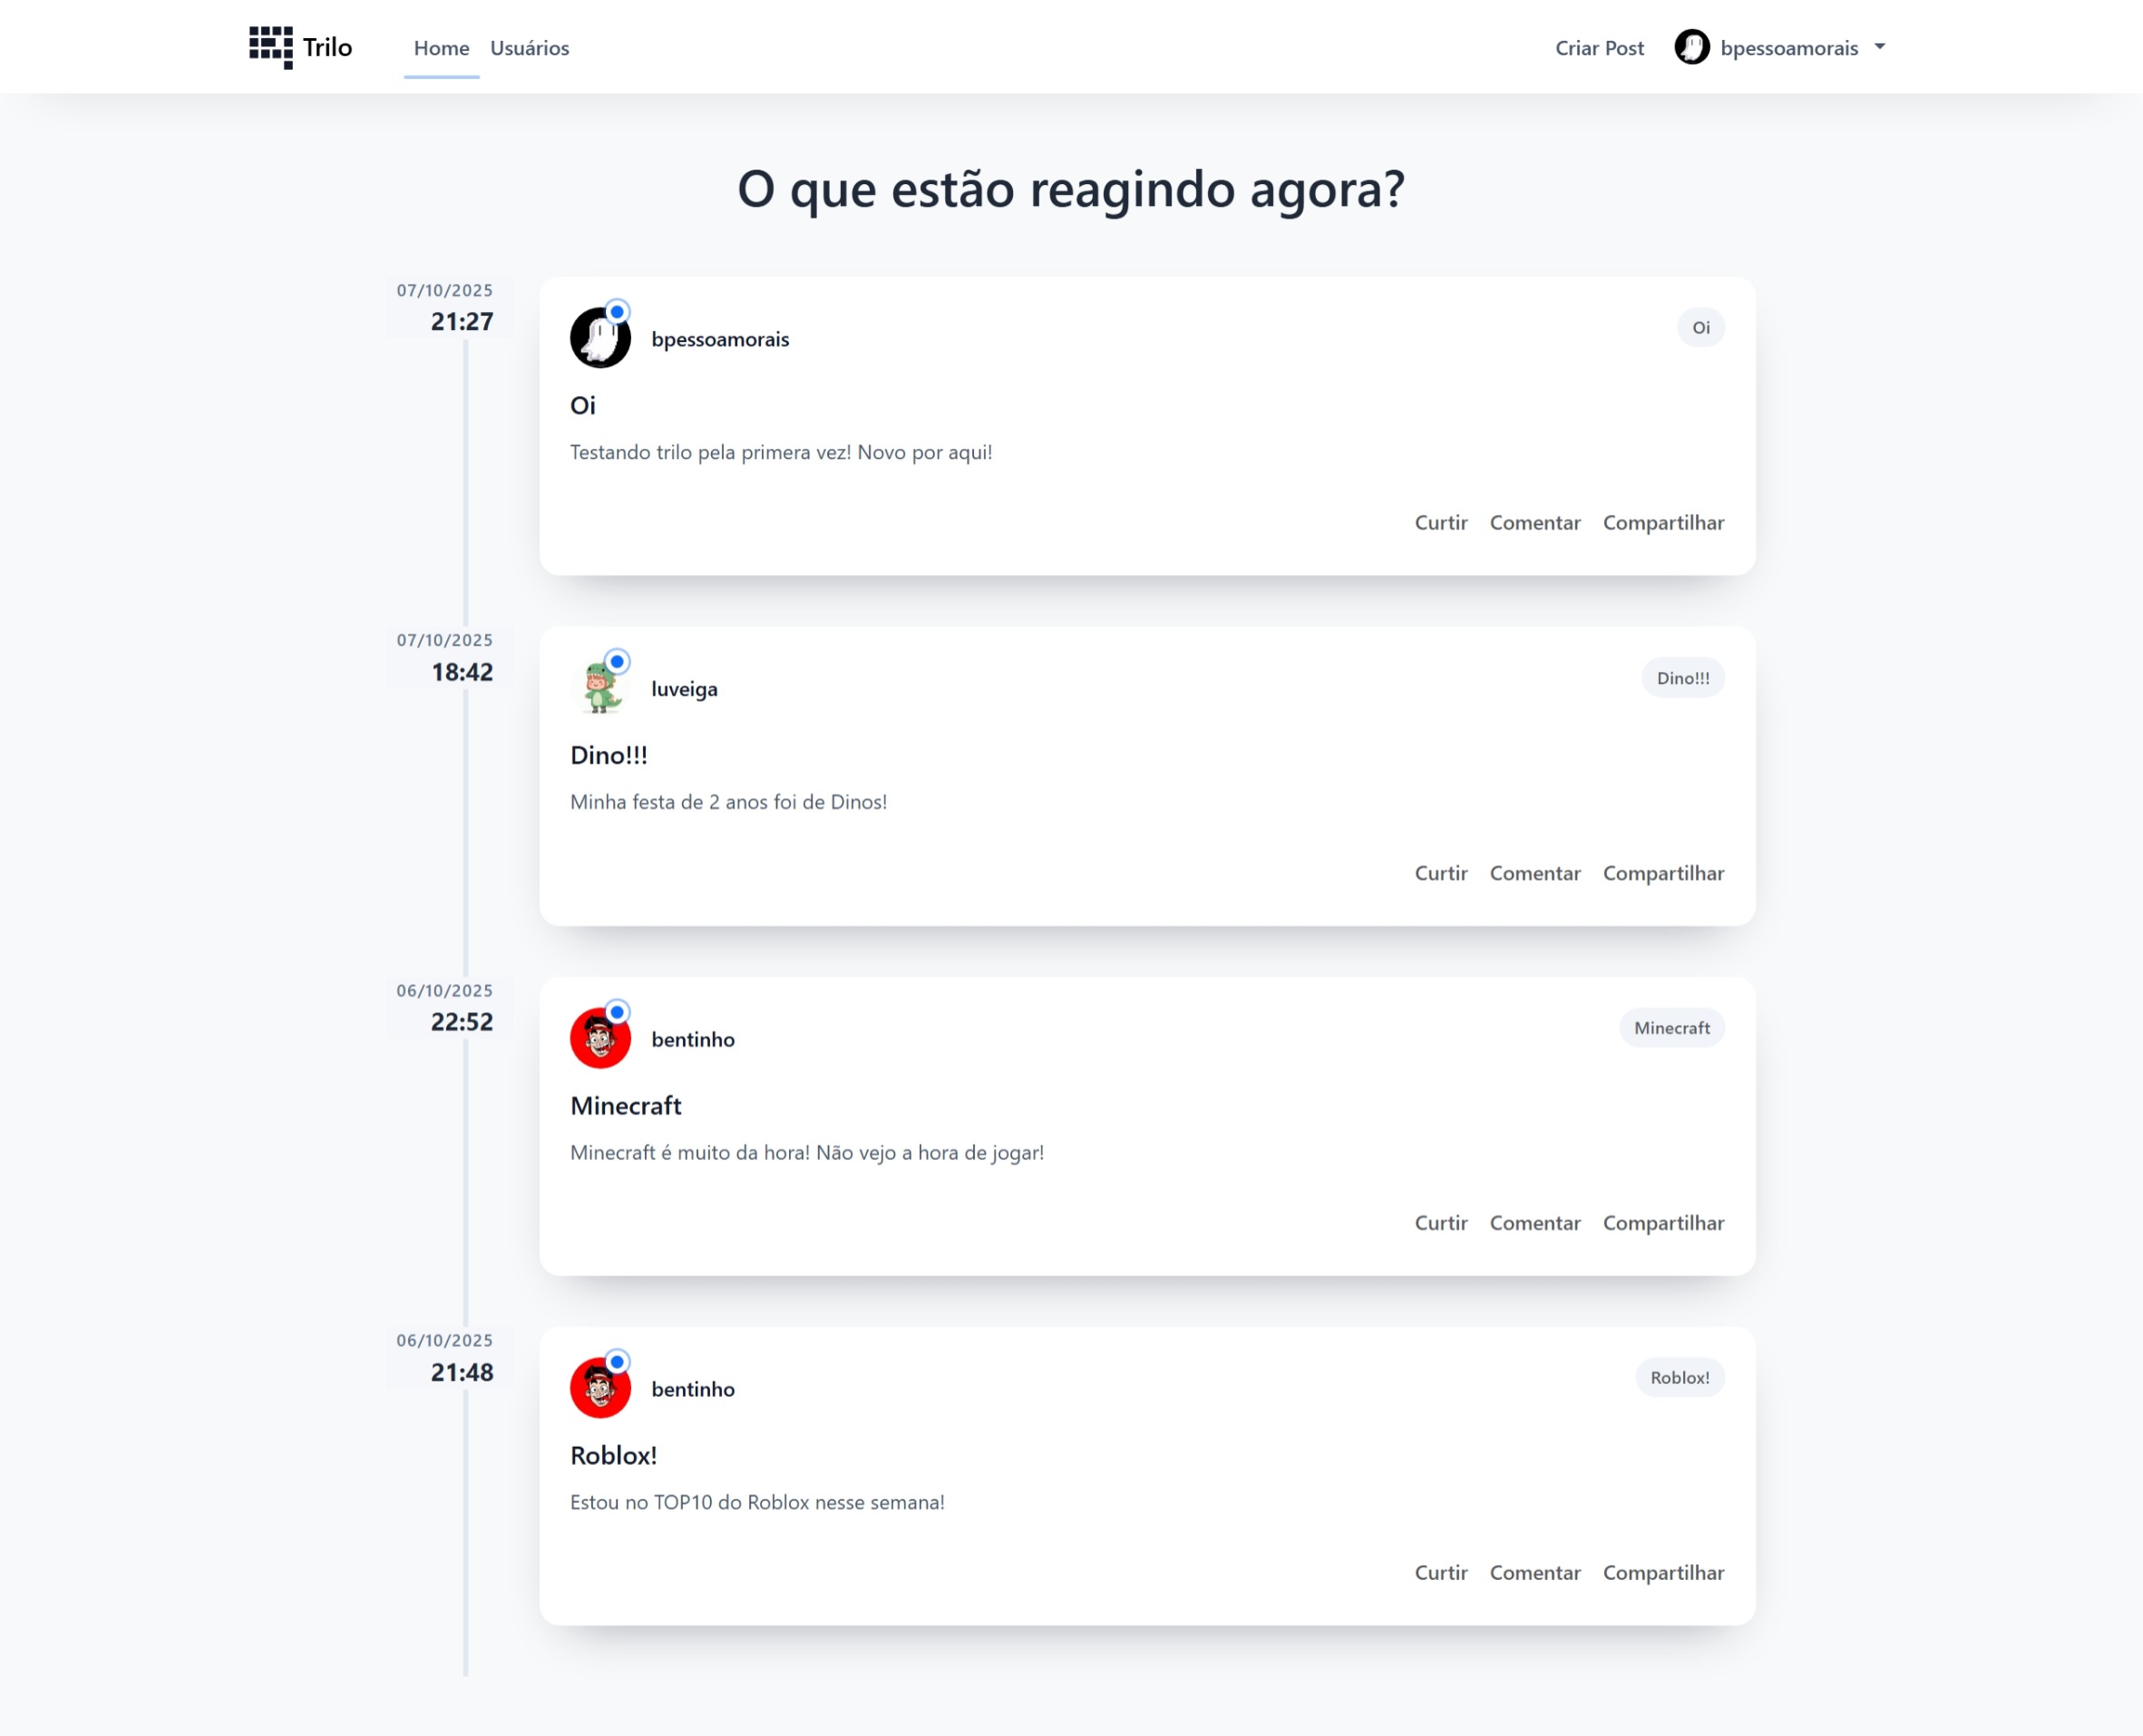 Trilo
Home Usuários
Criar Post bpessoamorais
O que estão reagindo agora?
07/10/2025
21:27
bpessoamorais
Oi
Oi
Testando trilo pela primera vez! Novo por aqui!
Curtir Comentar Compartilhar
07/10/2025
18:42
luveiga
Dino!!!
Dino!!!
Minha festa de 2 anos foi de Dinos!
Curtir Comentar Compartilhar
06/10/2025
22:52
bentinho
Minecraft
Minecraft
Minecraft é muito da hora! Não vejo a hora de jogar!
Curtir Comentar Compartilhar
06/10/2025
21:48
bentinho
Roblox!
Roblox!
Estou no TOP10 do Roblox nesse semana!
Curtir Comentar Compartilhar